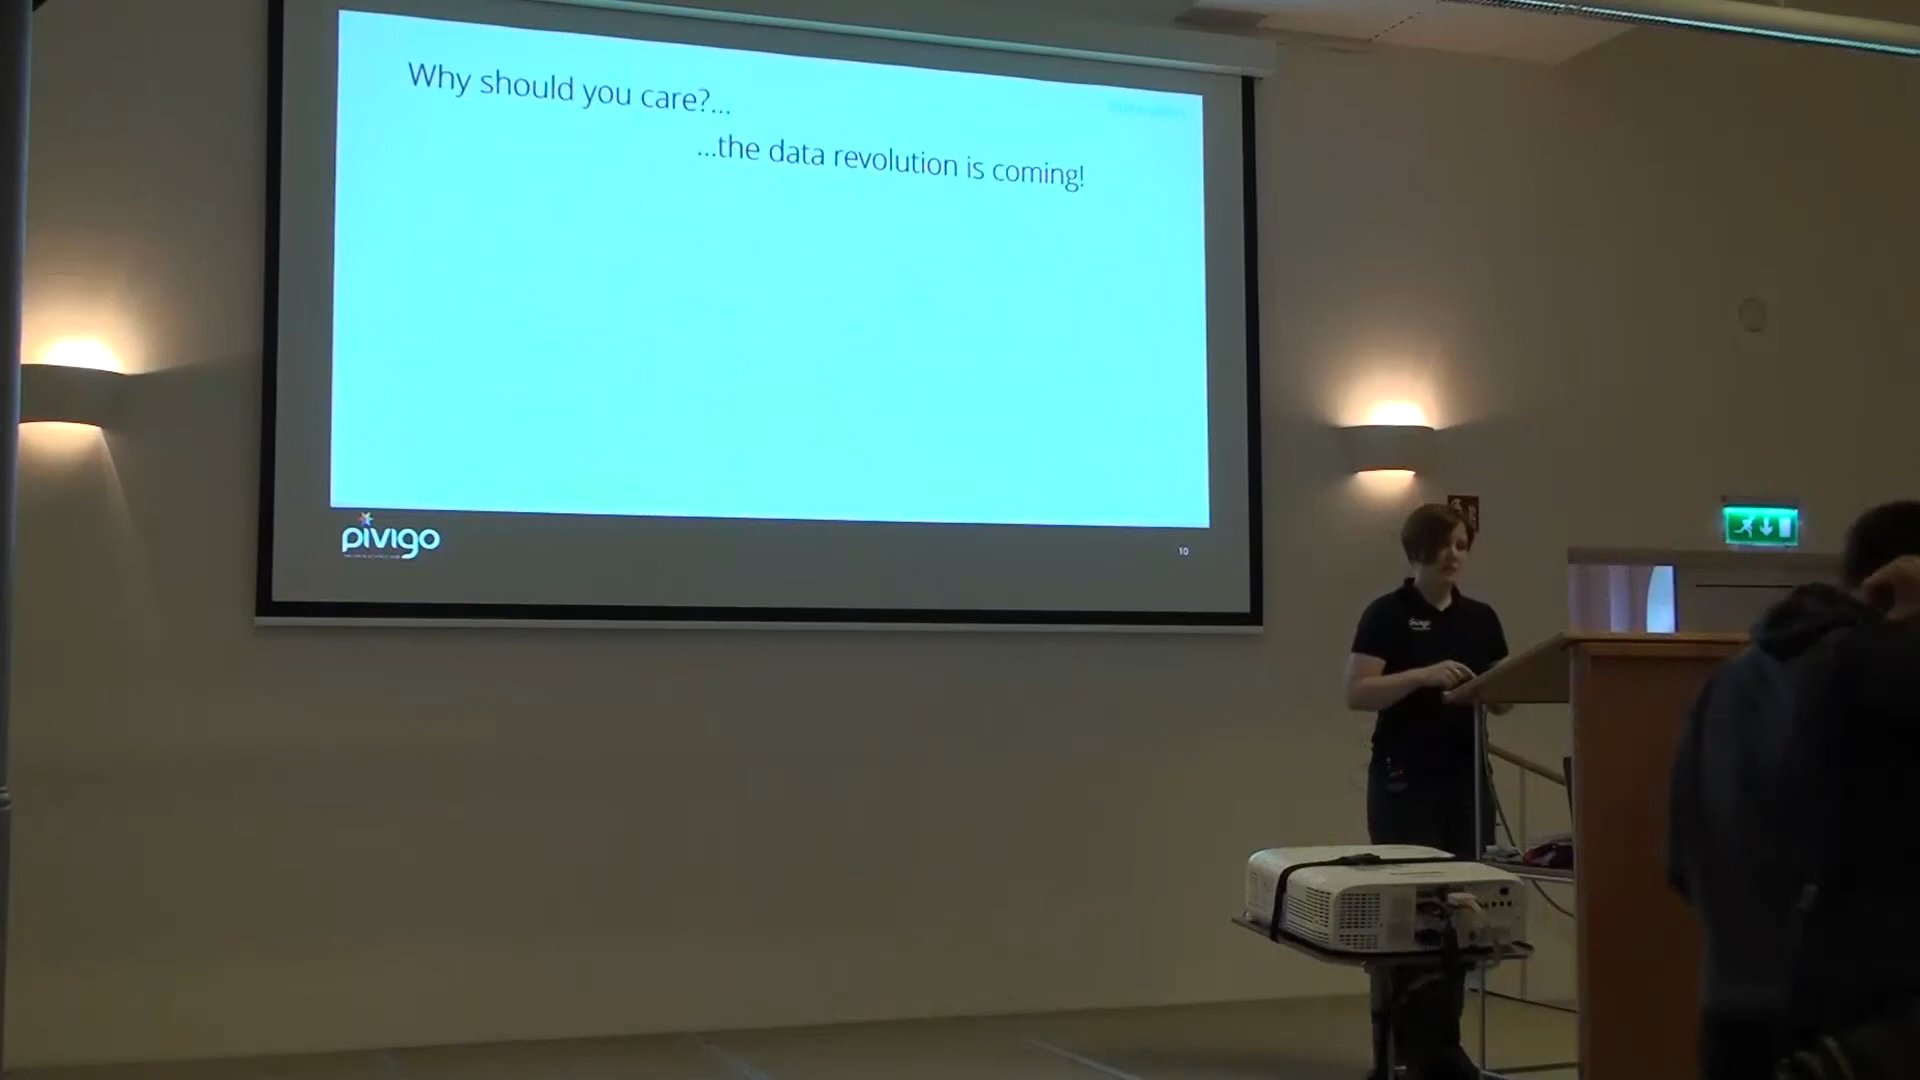 Why should you care?...
...the data revolution is coming!
pivigo
10